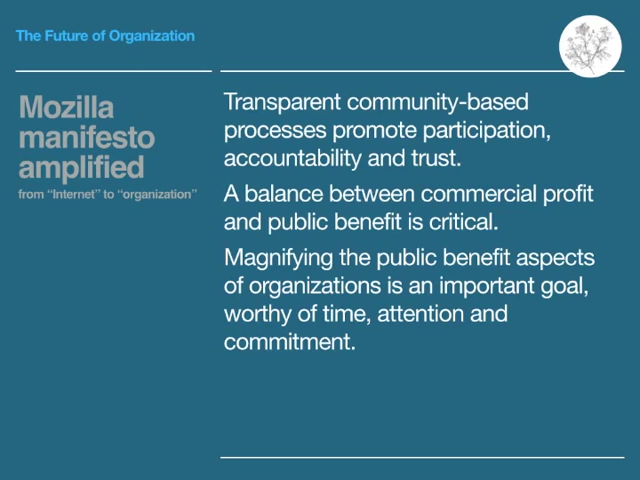 The Future of Organization
Mozilla
manifesto
amplified
from “Internet” to “organization”
Transparent community-based
processes promote participation,
accountability and trust.
A balance between commercial profit
and public benefit is critical.
Magnifying the public benefit aspects
of organizations is an important goal,
worthy of time, attention and
commitment.